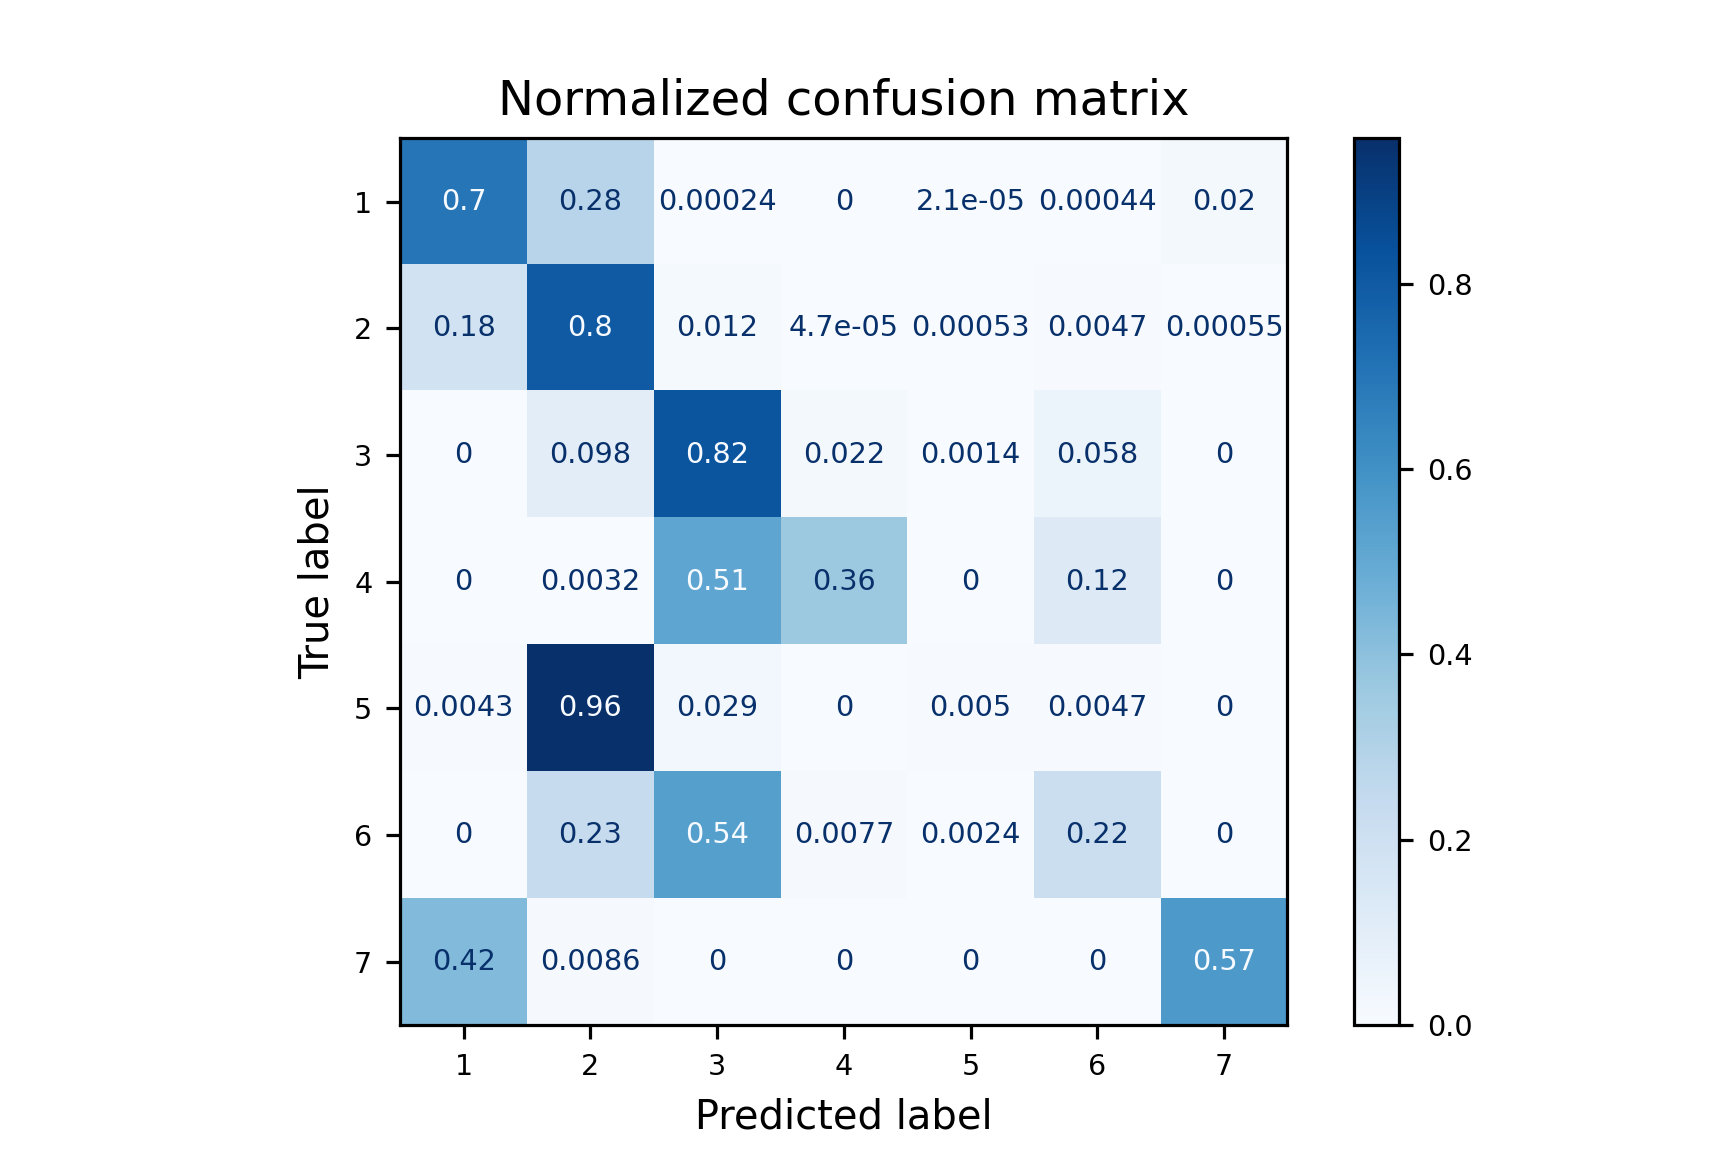 Normalized confusion matrix
1 0.7 0.28 0.00024 0 2.1e-05 0.00044 0.02
2 0.18 0.8 0.012 4.7e-05 0.00053 0.0047 0.00055
3 0 0.098 0.82 0.022 0.0014 0.058 0
4 0 0.0032 0.51 0.36 0 0.12 0
5 0.0043 0.96 0.029 0 0.005 0.0047 0
6 0 0.23 0.54 0.0077 0.0024 0.22 0
7 0.42 0.0086 0 0 0 0 0.57
1 2 3 4 5 6 7
Predicted label
True label
0.8
0.6
0.4
0.2
0.0